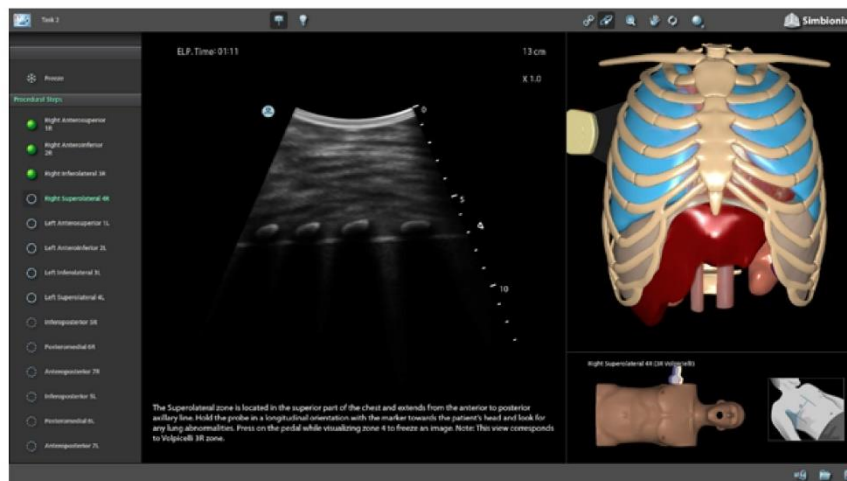 Task 2
Simbionix
Freeze
Procedural Steps
Right Anterosuperior
1R
Right Anteroinferior
2R
Right Inferolateral 3R
Right Superolateral 4R
Left Anterosuperior 1L
Left Anteroinferior 2L
Left Inferolateral 3L
Left Superolateral 4L
Inferoposterior 5R
Posteromedial 6R
Anteroposterior 7R
Inferoposterior 5L
Posteromedial 6L
Anteroposterior 7L
ELP. Time: 01:11
13 cm
X 1.0
0
5
10
The Superolateral zone is located in the superior part of the chest and extends from the anterior to posterior
axillary line. Hold the probe in a longitudinal orientation with the marker towards the patient's head and look for
any lung abnormalities. Press on the pedal while visualizing zone 4 to freeze an image. Note: This view corresponds
to Volpicelli 3R zone.
Right Superolateral 4R (3R Volpicelli)